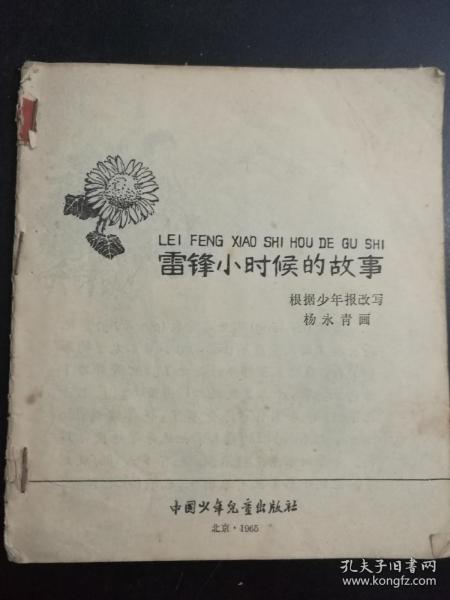 LEI FENG XIAO SHI HOU DE GU SHI
雷锋小时候的故事
根据少年报改写
杨永青画
中国少年儿童出版社
北京·1965
孔夫子旧书网
www.kongfz.com